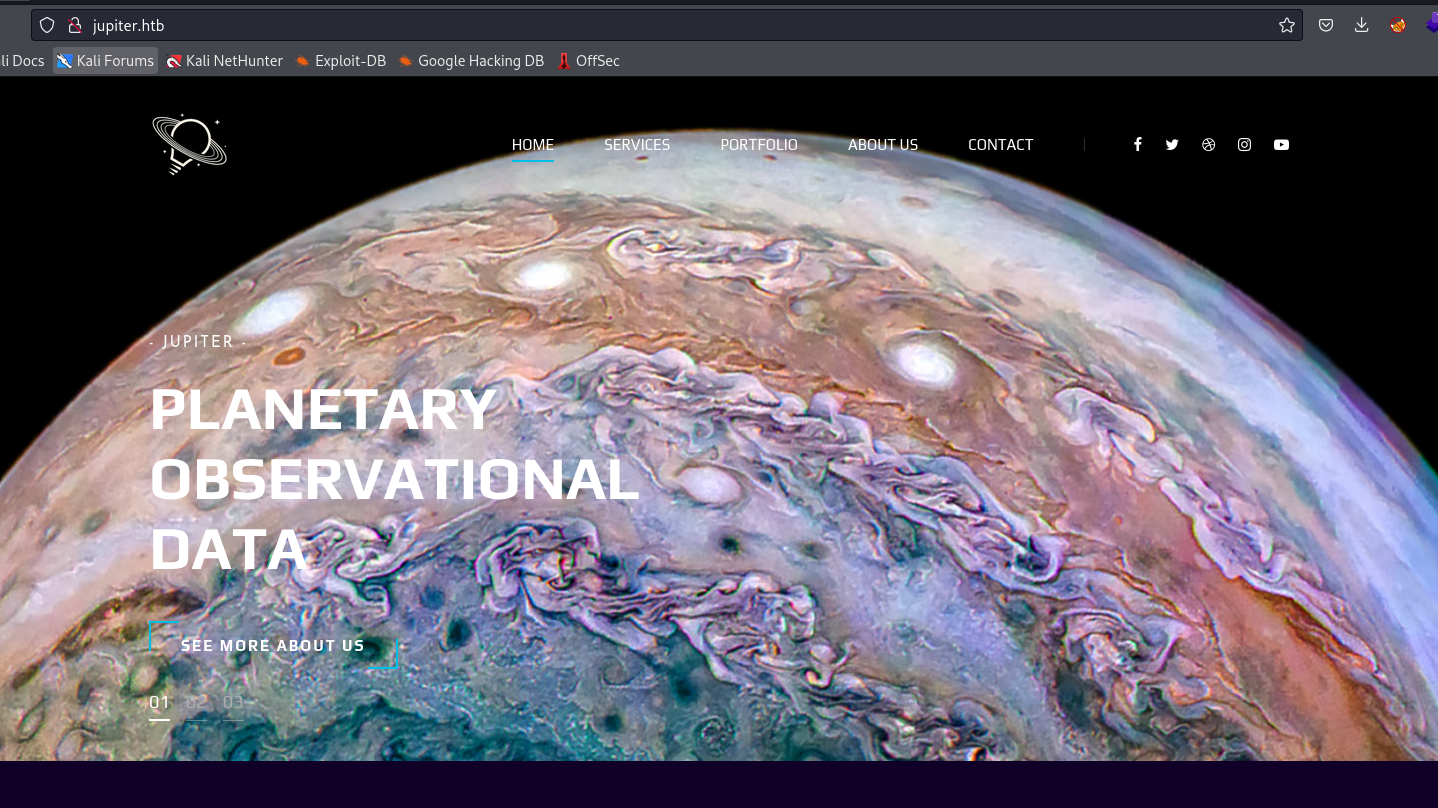 jupiter.htb
li Docs Kali Forums Kali NetHunter Exploit-DB Google Hacking DB OffSec
HOME SERVICES PORTFOLIO ABOUT US CONTACT
- JUPITER -
PLANETARY
OBSERVATIONAL
DATA
SEE MORE ABOUT US
01 02 03